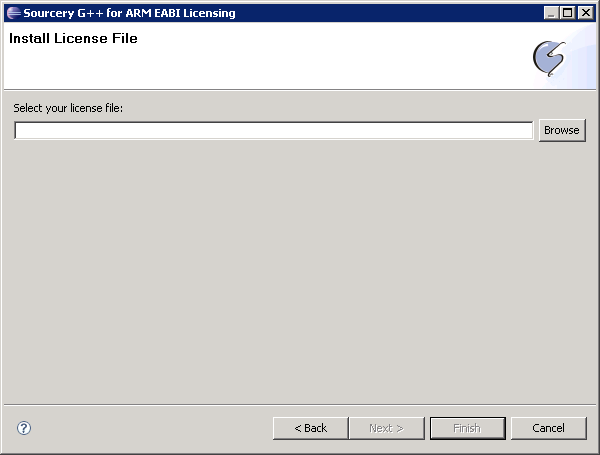 Sourcery G++ for ARM EABI Licensing
Install License File
Select your license file:
Browse
? < Back Next > Finish Cancel